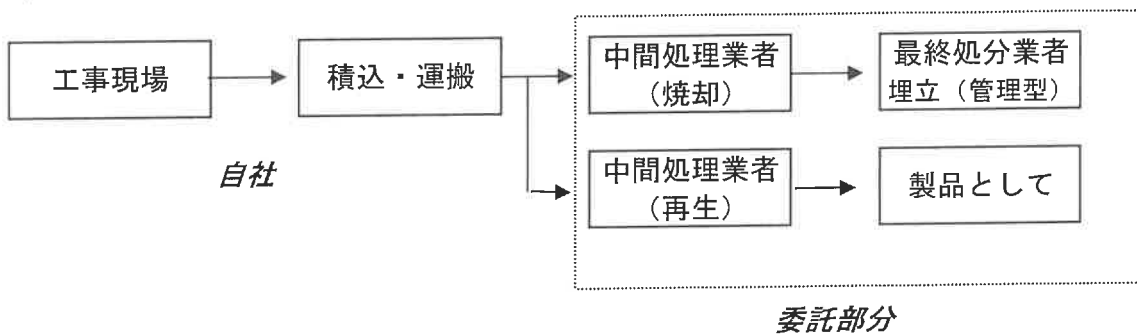 工事現場
積込・運搬
中間処理業者
(焼却)
最終処分業者
埋立(管理型)
自社
中間処理業者
(再生)
製品として
委託部分